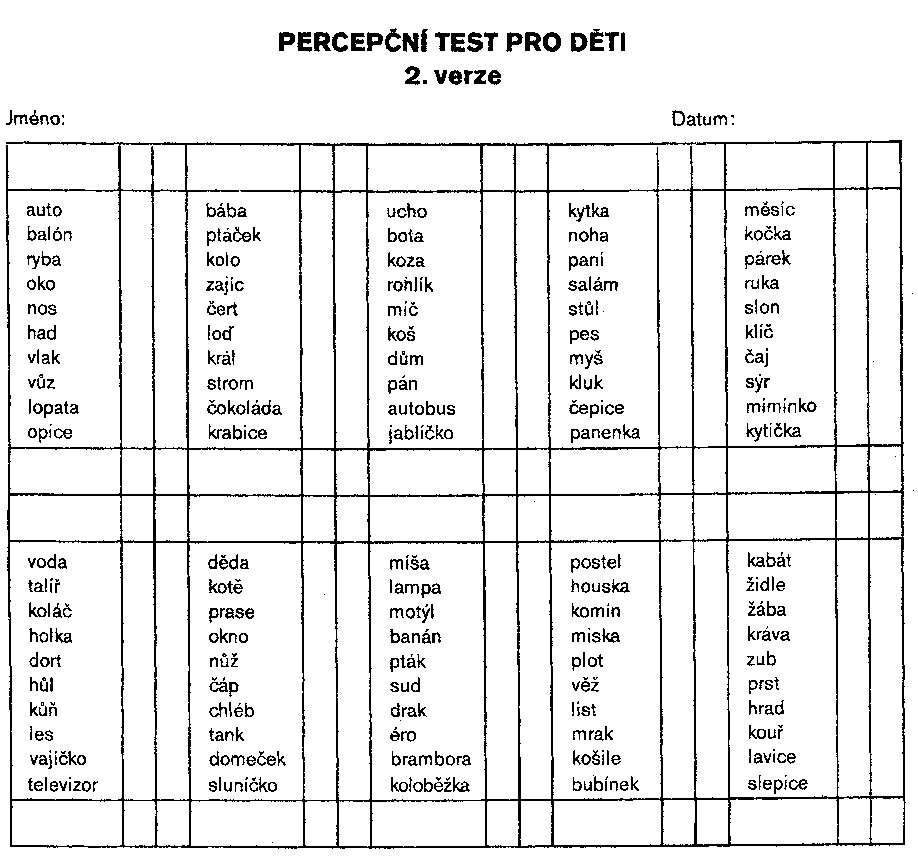 PERCEPČNÍ TEST PRO DĚTI
2. verze
Jméno: Datum:
auto bába ucho kytka měsíc
balón ptáček bota noha kočka
ryba kolo koza paní párek
oko zajíc rohlík salám ruka
nos čert míč stůl slon
had loď koš pes klíč
vlak král dům myš čaj
vůz strom pán kluk sýr
lopata čokoláda autobus čepice miminko
opice krabice jablíčko panenka kytička
voda děda míša postel kabát
talíř kotě lampa houska židle
koláč prase motýl komín žába
holka okno banán miska kráva
dort nůž pták plot zub
hůl čáp sud věž prst
kůň chléb drak list hrad
les tank éro mrak kouř
vajíčko domeček brambora košile lavice
televizor sluníčko koloběžka bubínek slepice